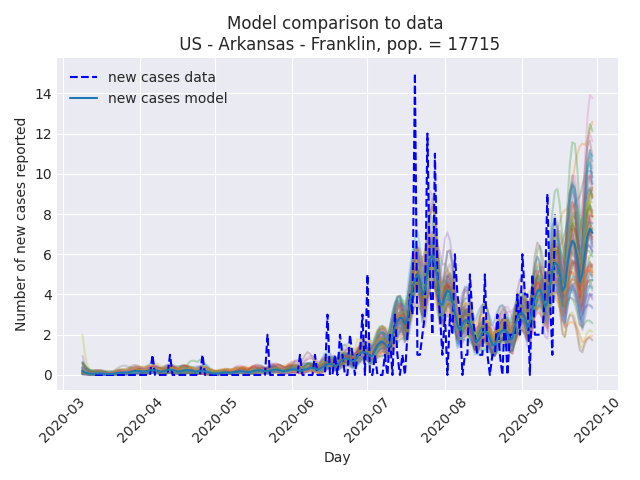 Model comparison to data
US - Arkansas - Franklin, pop. = 17715
new cases data
new cases model
Number of new cases reported
14
12
10
8
6
4
2
0
2020-03
2020-04
2020-05
2020-06
2020-07
2020-08
2020-09
2020-10
Day